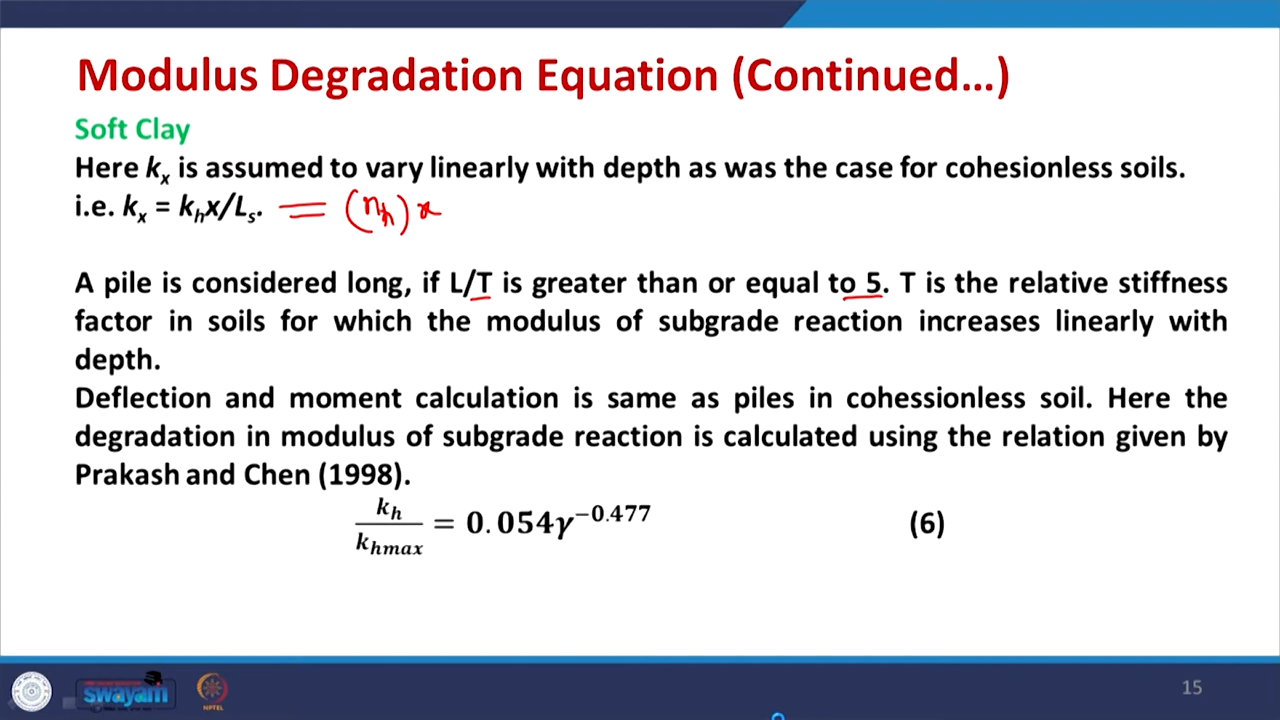 Modulus Degradation Equation (Continued...)
Soft Clay
Here kₓ is assumed to vary linearly with depth as was the case for cohesionless soils.
i.e. kₓ = kₕx/Lₛ. = (nₕ) x
A pile is considered long, if L/T is greater than or equal to 5. T is the relative stiffness
factor in soils for which the modulus of subgrade reaction increases linearly with
depth.
Deflection and moment calculation is same as piles in cohessionless soil. Here the
degradation in modulus of subgrade reaction is calculated using the relation given by
Prakash and Chen (1998).
k_h / k_hmax = 0.054γ^−0.477 (6)
swayam NPTEL 15